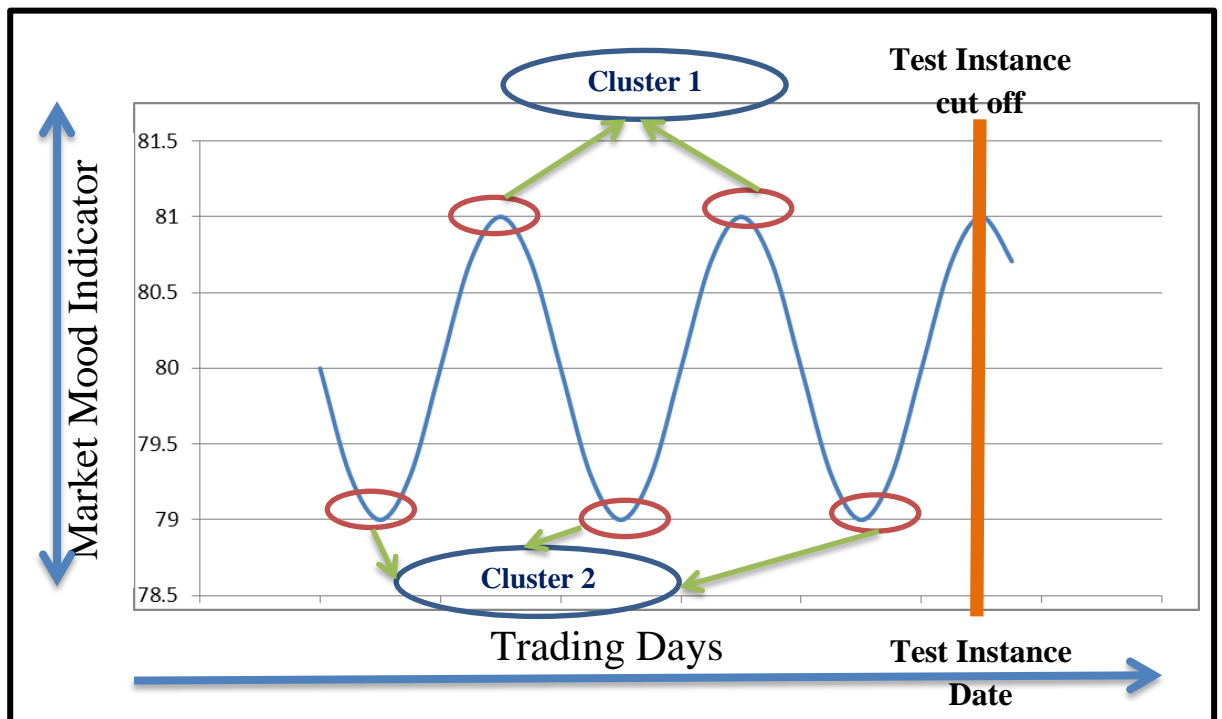 Cluster 1
Test Instance
cut off
Market Mood Indicator
81.5
81
80.5
80
79.5
79
78.5
Cluster 2
Trading Days
Test Instance
Date